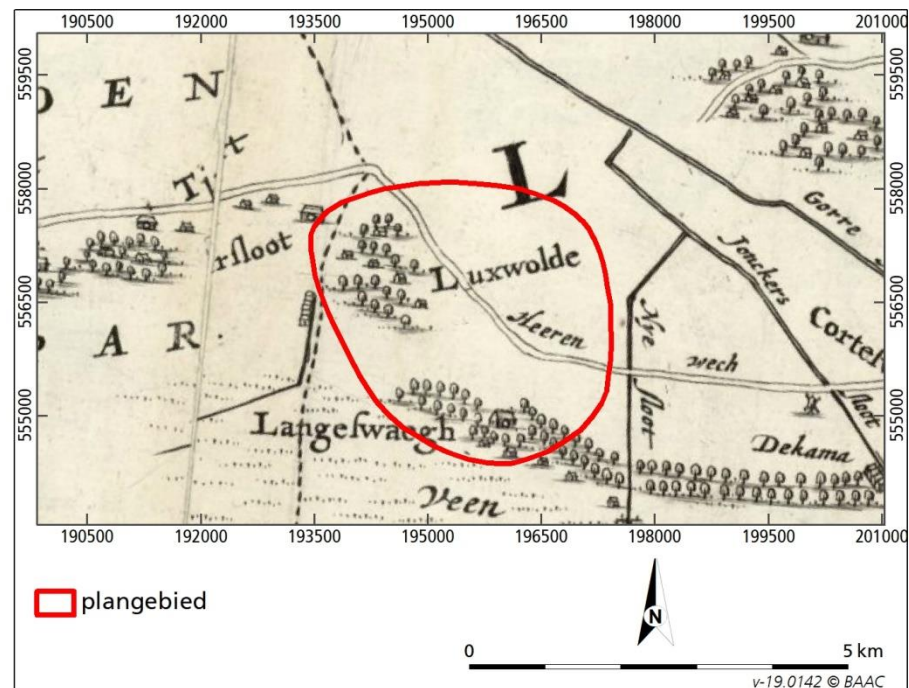 190500 192000 193500 195000 196500 198000 199500 201000
559500
558000
556500
555000
559500
558000
556500
555000
D E N
L
Gorre
rſloot
Luxwolde
Jonckers
Heeren
Nye
Cortel
wech
A R
ſloot
ſloot
Langeſwaegh
Dekama
Veen
190500 192000 193500 195000 196500 198000 199500 201000
plangebied
N
0 5 km
v-19.0142 © BAAC